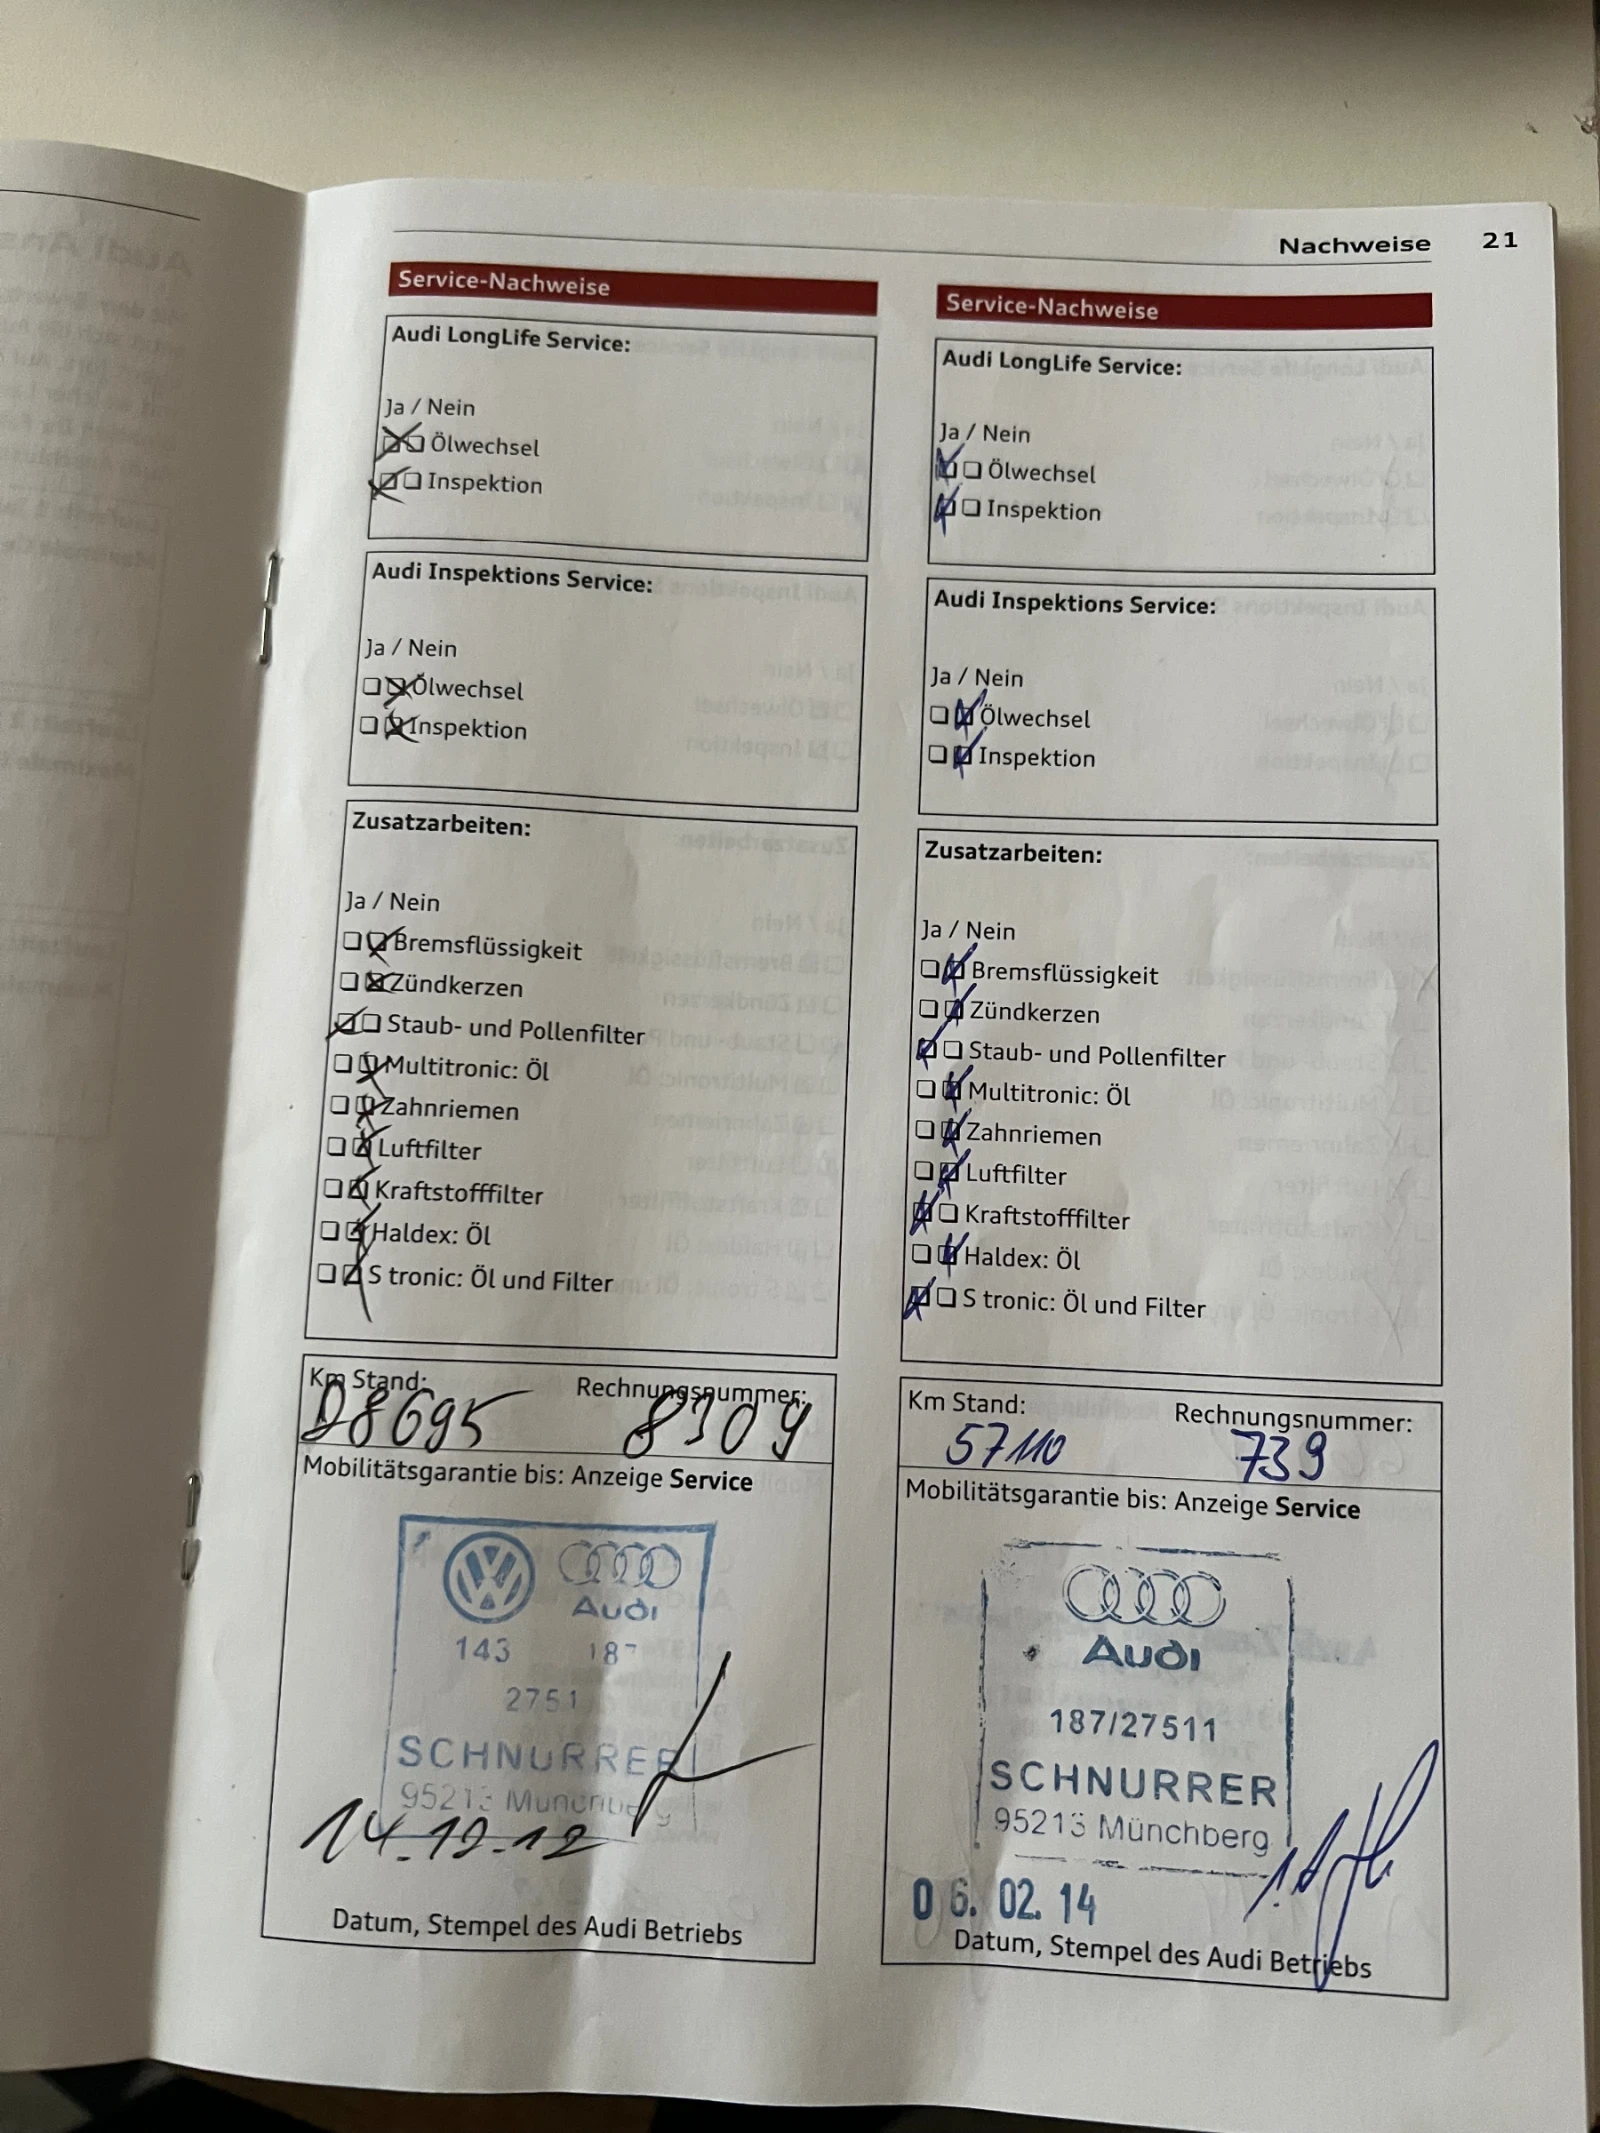 Nachweise 21
Service-Nachweise
Audi LongLife Service:
Ja / Nein
Ölwechsel
Inspektion
Audi Inspektions Service:
Ja / Nein
Ölwechsel
Inspektion
Zusatzarbeiten:
Ja / Nein
Bremsflüssigkeit
Zündkerzen
Staub- und Pollenfilter
Multitronic: Öl
Zahnriemen
Luftfilter
Kraftstofffilter
Haldex: Öl
S tronic: Öl und Filter
Km Stand: Rechnungsnummer:
8309
Mobilitätsgarantie bis: Anzeige Service
Audi
143 187
2751
SCHNURRER
95213 Münchberg
14.12.12
Datum, Stempel des Audi Betriebs
Service-Nachweise
Audi LongLife Service:
Ja / Nein
Ölwechsel
Inspektion
Audi Inspektions Service:
Ja / Nein
Ölwechsel
Inspektion
Zusatzarbeiten:
Ja / Nein
Bremsflüssigkeit
Zündkerzen
Staub- und Pollenfilter
Multitronic: Öl
Zahnriemen
Luftfilter
Kraftstofffilter
Haldex: Öl
S tronic: Öl und Filter
Km Stand: Rechnungsnummer:
57110 739
Mobilitätsgarantie bis: Anzeige Service
Audi
187/27511
SCHNURRER
95213 Münchberg
06. 02. 14
Datum, Stempel des Audi Betriebs